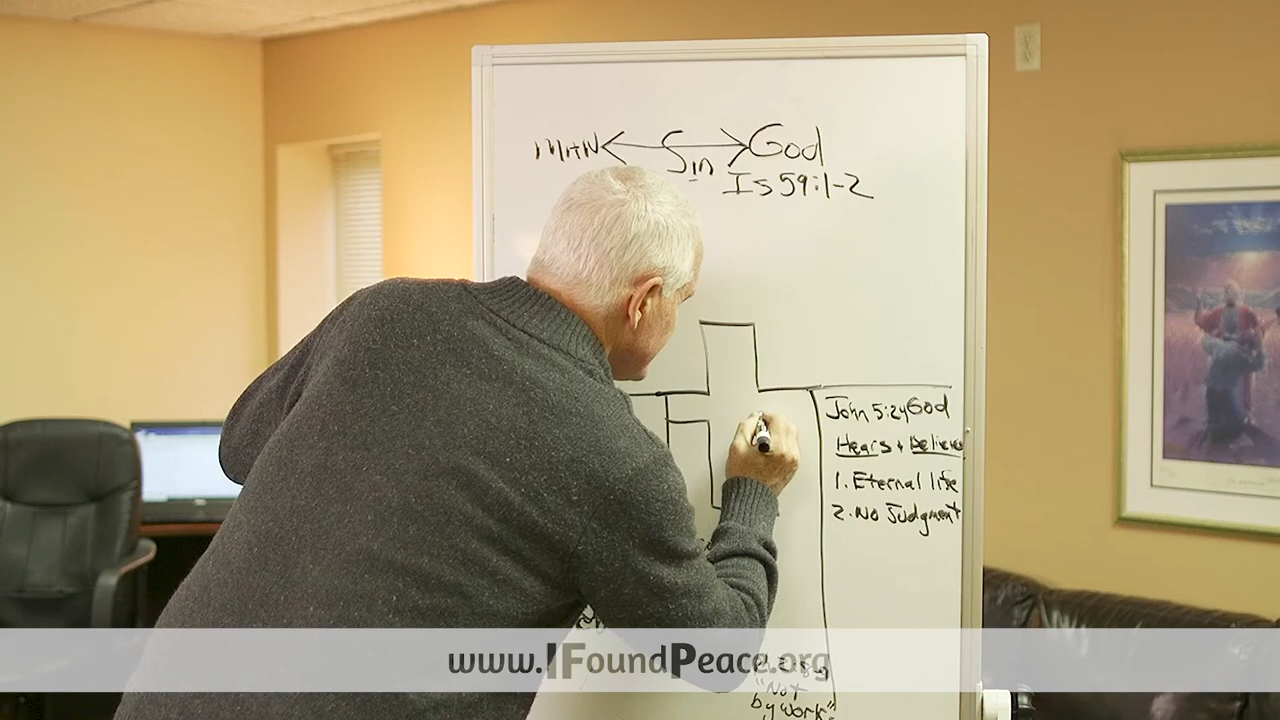 MAN Sin God
Is 59:1-2
John 5:24 God
Hears + Believes
1. Eternal life
2. No Judgment
www.IFoundPeace.org
"Not
by work"